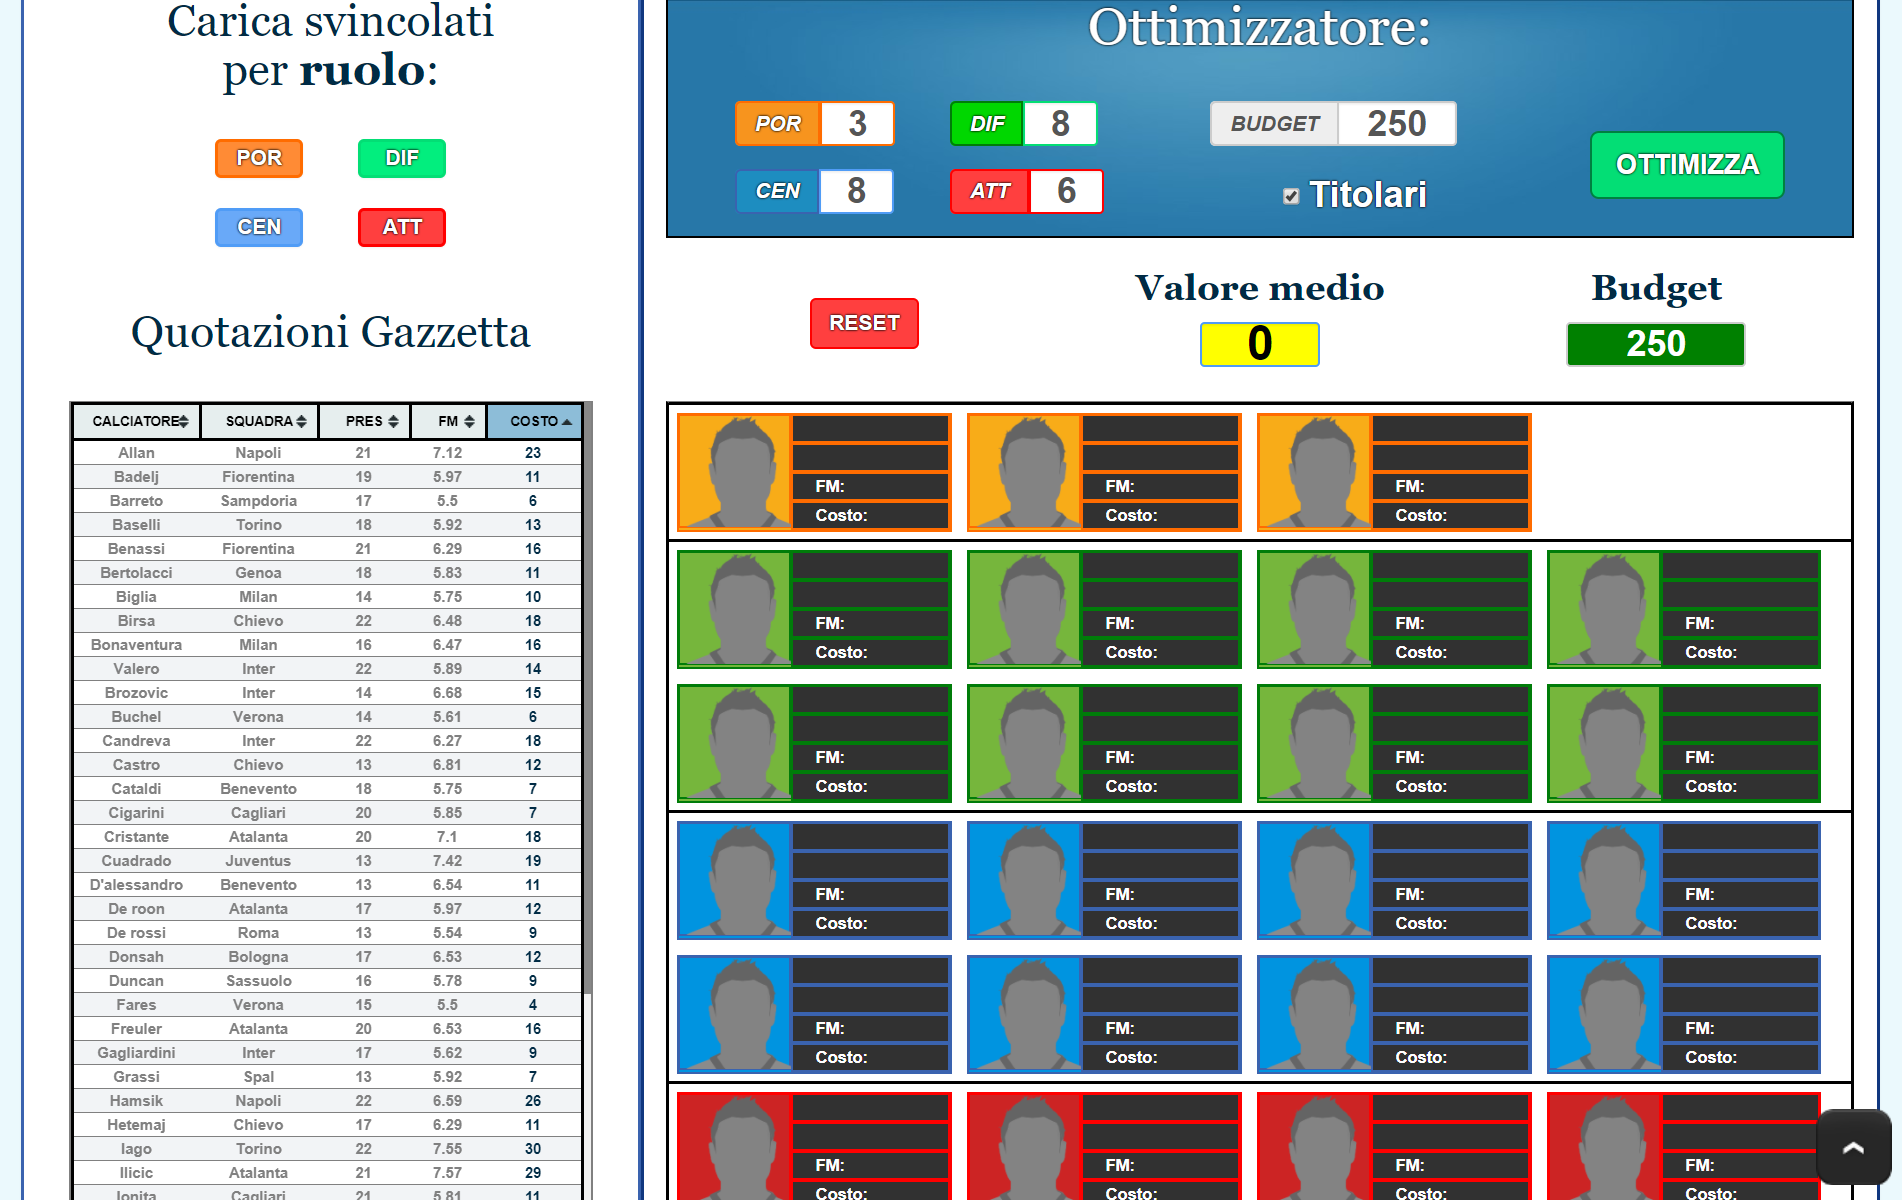 Carica svincolati
per ruolo:
POR DIF
CEN ATT
Quotazioni Gazzetta
CALCIATORE SQUADRA PRES FM COSTO
Allan Napoli 21 7.12 23
Badelj Fiorentina 19 5.97 11
Barreto Sampdoria 17 5.5 6
Baselli Torino 18 5.92 13
Benassi Fiorentina 21 6.29 16
Bertolacci Genoa 18 5.83 11
Biglia Milan 14 5.75 10
Birsa Chievo 22 6.48 18
Bonaventura Milan 16 6.47 16
Valero Inter 22 5.89 14
Brozovic Inter 14 6.68 15
Buchel Verona 14 5.61 6
Candreva Inter 22 6.27 18
Castro Chievo 13 6.81 12
Cataldi Benevento 18 5.75 7
Cigarini Cagliari 20 5.85 7
Cristante Atalanta 20 7.1 18
Cuadrado Juventus 13 7.42 19
D'alessandro Benevento 13 6.54 11
De roon Atalanta 17 5.97 12
De rossi Roma 13 5.54 9
Donsah Bologna 17 6.53 12
Duncan Sassuolo 16 5.78 9
Fares Verona 15 5.5 4
Freuler Atalanta 20 6.53 16
Gagliardini Inter 17 5.62 9
Grassi Spal 13 5.92 7
Hamsik Napoli 22 6.59 26
Hetemaj Chievo 17 6.29 11
Iago Torino 22 7.55 30
Ilicic Atalanta 21 7.57 29
Ionita Cagliari 21 5.81 11
Ottimizzatore:
POR 3 DIF 8 BUDGET 250
CEN 8 ATT 6 Titolari
OTTIMIZZA
RESET
Valore medio
0
Budget
250
FM: FM: FM:
Costo: Costo: Costo:
FM: FM: FM: FM:
Costo: Costo: Costo: Costo:
FM: FM: FM: FM:
Costo: Costo: Costo: Costo:
FM: FM: FM: FM:
Costo: Costo: Costo: Costo:
FM: FM: FM: FM:
Costo: Costo: Costo: Costo:
FM: FM: FM: FM:
Costo: Costo: Costo: Costo: